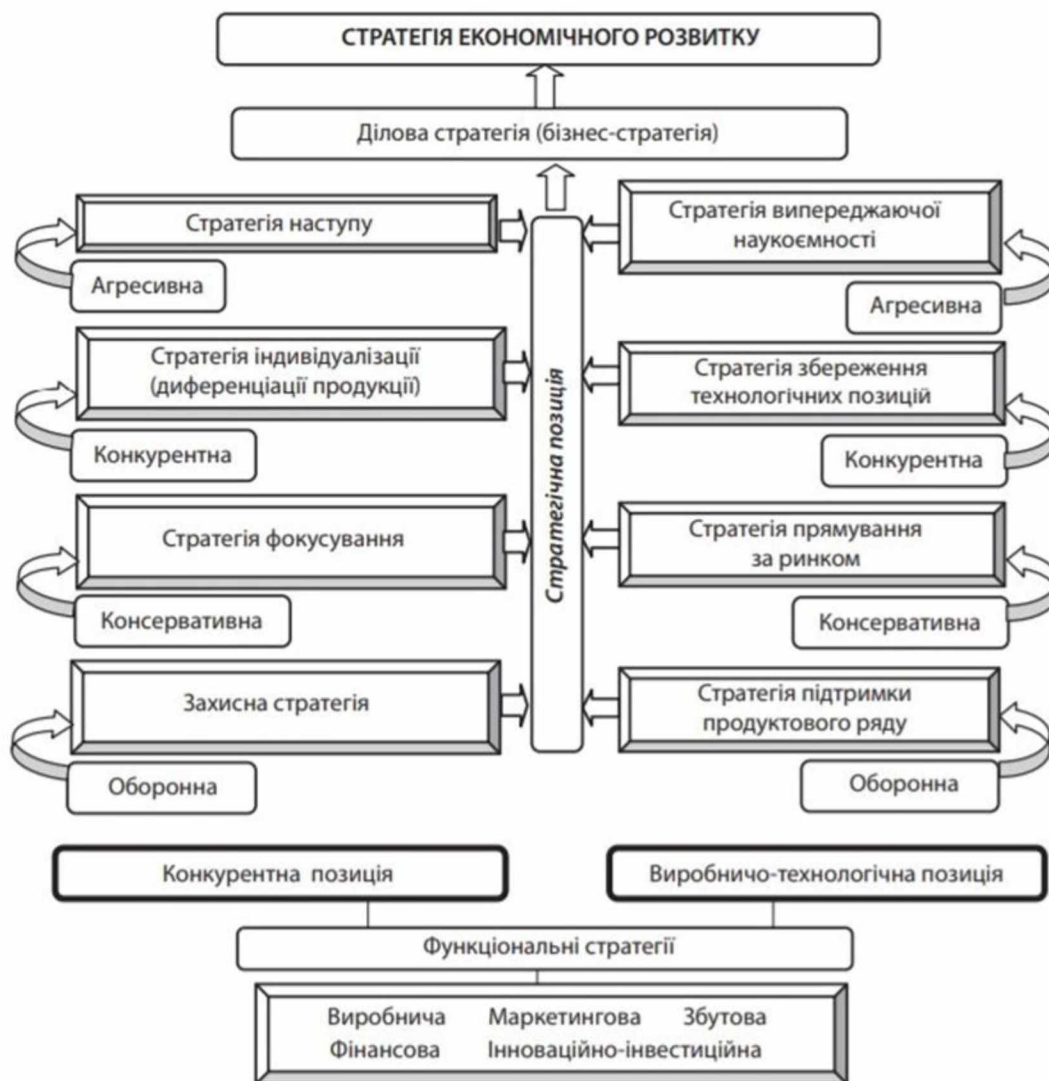 СТРАТЕГІЯ ЕКОНОМІЧНОГО РОЗВИТКУ
Ділова стратегія (бізнес-стратегія)
Стратегія наступу
Агресивна
Стратегія індивідуалізації
(диференціації продукції)
Конкурентна
Стратегія фокусування
Консервативна
Захисна стратегія
Оборонна
Стратегічна позиція
Стратегія випереджаючої
наукоємності
Агресивна
Стратегія збереження
технологічних позицій
Конкурентна
Стратегія прямування
за ринком
Консервативна
Стратегія підтримки
продуктового ряду
Оборонна
Конкурентна позиція
Виробничо-технологічна позиція
Функціональні стратегії
Виробнича Маркетингова Збутова
Фінансова Інноваційно-інвестиційна